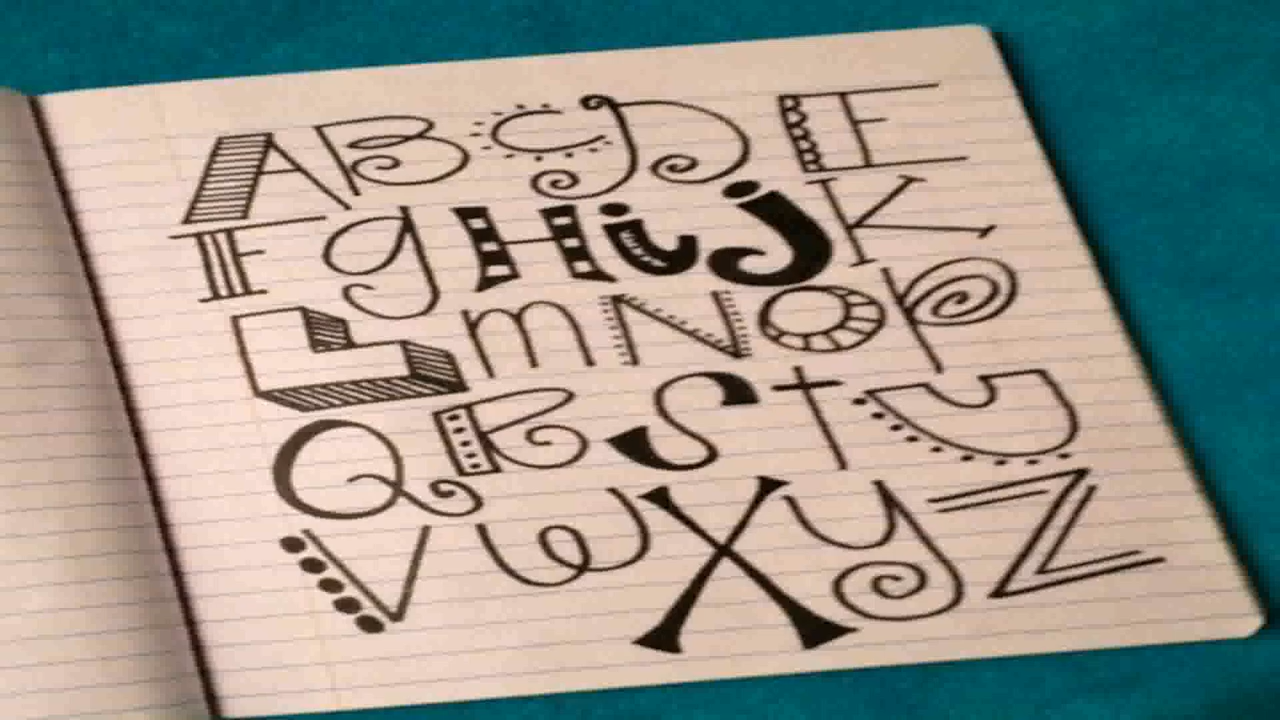 ABCDE
FgHiJK
LmNOP
QRStU
VWXyZ